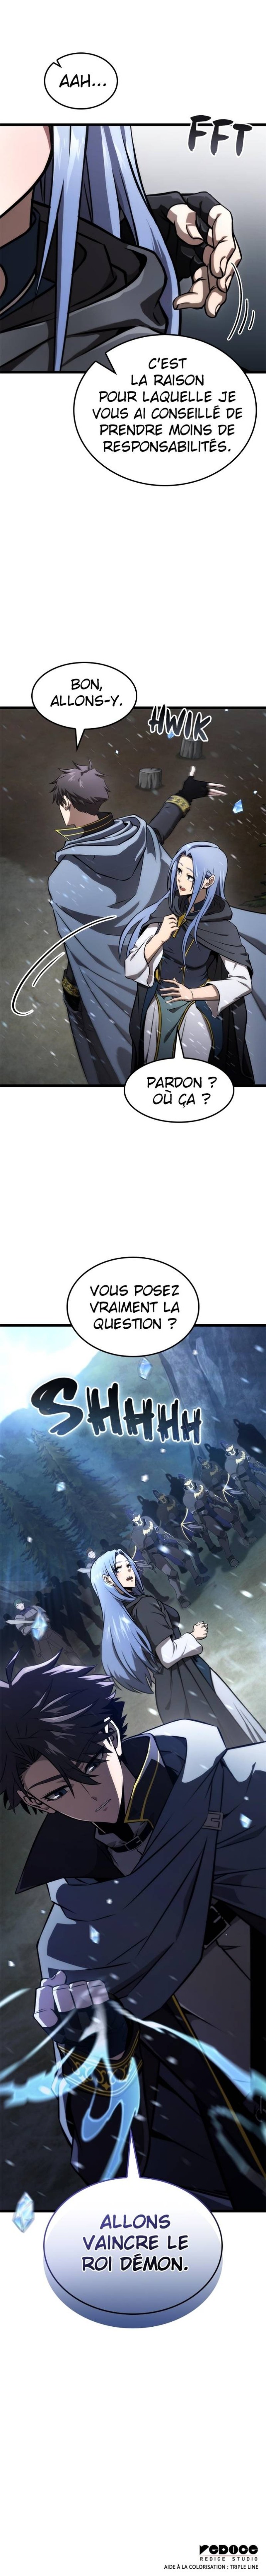 AAH...
FFT
C'EST
LA RAISON
POUR LAQUELLE JE
VOUS AI CONSEILLÉ DE
PRENDRE MOINS DE
RESPONSABILITÉS.
BON,
ALLONS-Y.
HWIK
PARDON ?
OÙ ÇA ?
VOUS POSEZ
VRAIMENT LA
QUESTION ?
SHHHH
ALLONS
VAINCRE LE
ROI DÉMON.
REDICE
REDICE STUDIO
AIDE À LA COLORISATION : TRIPLE LINE